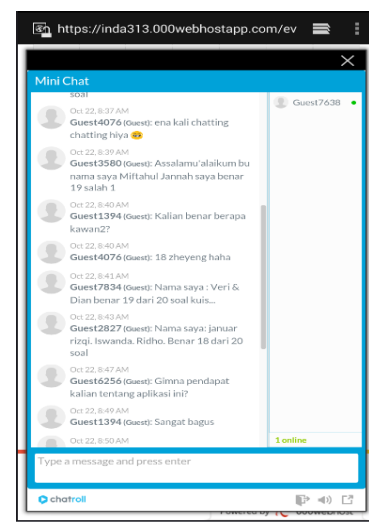 https://inda313.000webhostapp.com/ev
Mini Chat
soal
Guest7638
Oct 22, 8:37 AM
Guest4076 (Guest): ena kali chatting
chatting hiya 😳
Oct 22, 8:39 AM
Guest3580 (Guest): Assalamu'alaikum bu
nama saya Miftahul Jannah saya benar
19 salah 1
Oct 22, 8:40 AM
Guest1394 (Guest): Kalian benar berapa
kawan2?
Oct 22, 8:40 AM
Guest4076 (Guest): 18 zheyeng haha
Oct 22, 8:41 AM
Guest7834 (Guest): Nama saya : Veri &
Dian benar 19 dari 20 soal kuis...
Oct 22, 8:43 AM
Guest2827 (Guest): Nama saya: januar
rizqi. Iswanda. Ridho. Benar 18 dari 20
soal
Oct 22, 8:47 AM
Guest6256 (Guest): Gimna pendapat
kalian tentang aplikasi ini?
Oct 22, 8:49 AM
Guest1394 (Guest): Sangat bagus
Oct 22, 8:50 AM
1 online
Type a message and press enter
chatroll
Powered by 000webhost